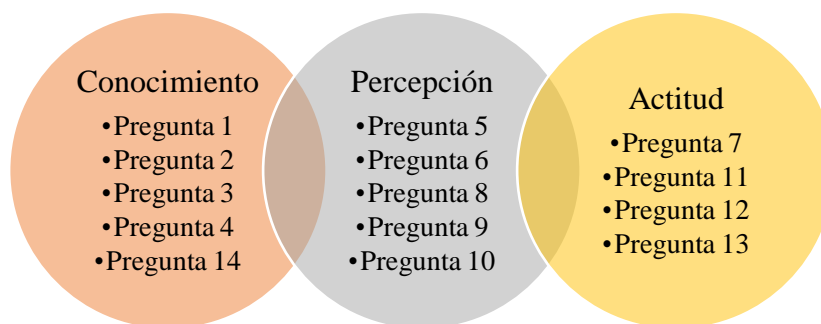 Conocimiento
•Pregunta 1
•Pregunta 2
•Pregunta 3
•Pregunta 4
•Pregunta 14
Percepción
•Pregunta 5
•Pregunta 6
•Pregunta 8
•Pregunta 9
•Pregunta 10
Actitud
•Pregunta 7
•Pregunta 11
•Pregunta 12
•Pregunta 13